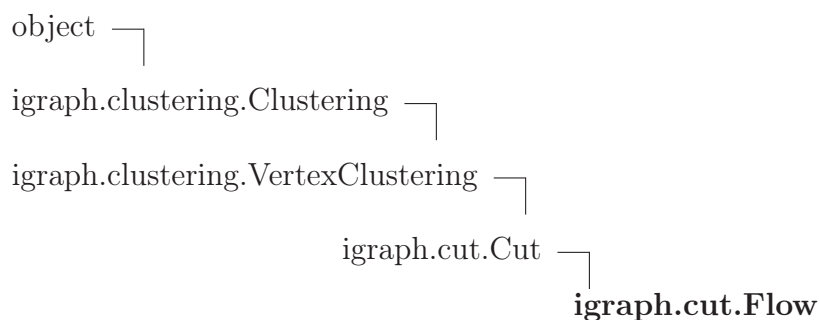 object
igraph.clustering.Clustering
igraph.clustering.VertexClustering
igraph.cut.Cut
igraph.cut.Flow